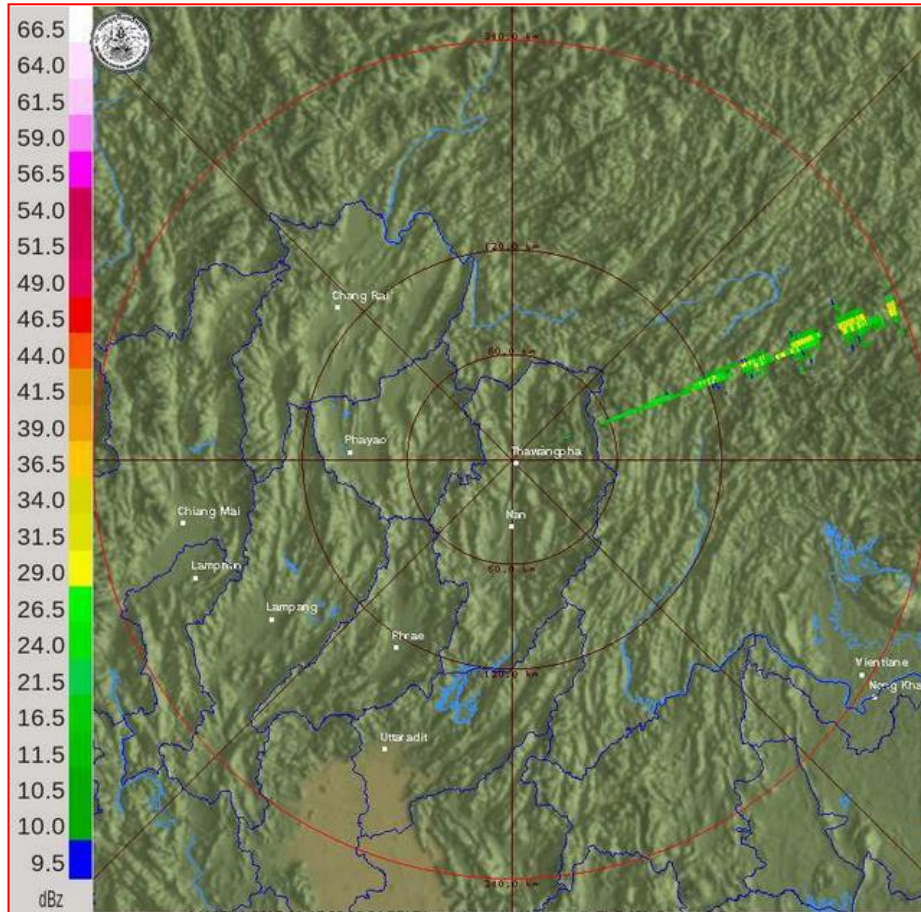 66.5
64.0
61.5
59.0
56.5
54.0
51.5
49.0
46.5
44.0
41.5
39.0
36.5
34.0
31.5
29.0
26.5
24.0
21.5
16.5
11.5
10.5
10.0
9.5
dBz
240.0 km
120.0 km
60.0 km
Chang Rai
Phayao
Thawangpha
Chiang Mai
Nan
60.0 km
Lamphun
Lampang
Phrae
120.0 km
Vientiane
Nong Kha
Uttaradit
240.0 km